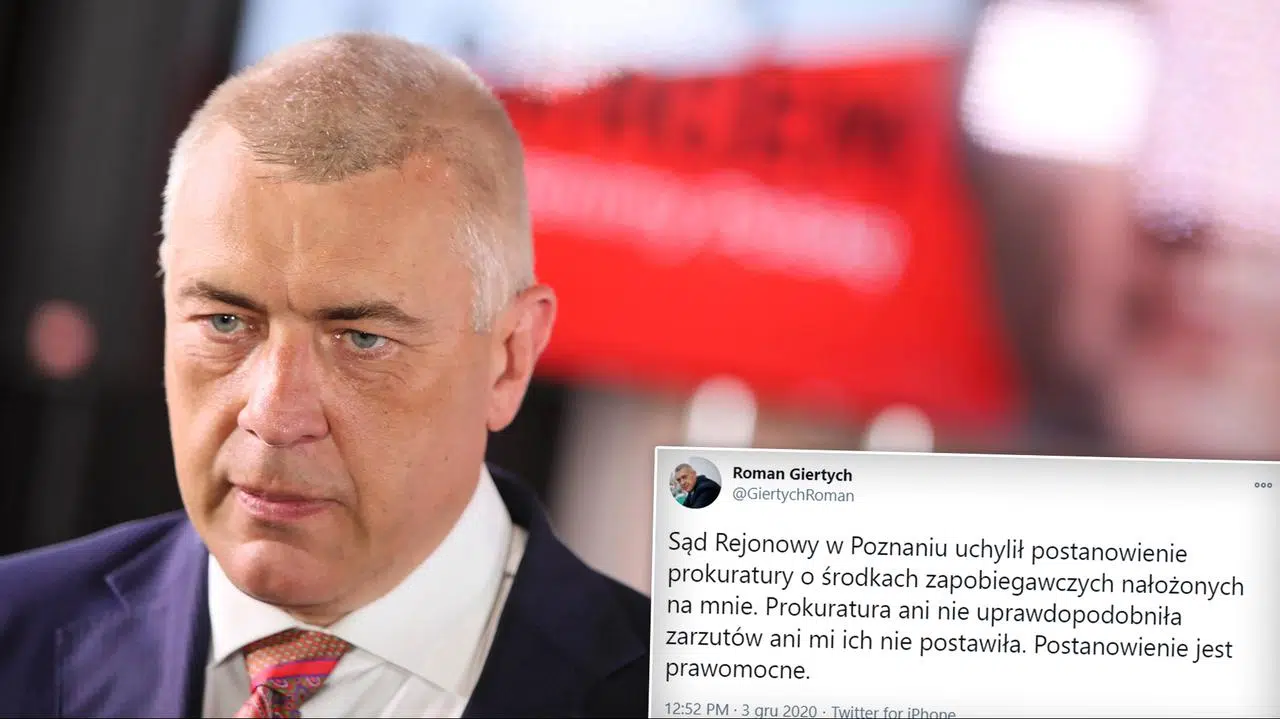 Roman Giertych
@GiertychRoman
Sąd Rejonowy w Poznaniu uchylił postanowienie
prokuratury o środkach zapobiegawczych nałożonych
na mnie. Prokuratura ani nie uprawdopodobniła
zarzutów ani mi ich nie postawiła. Postanowienie jest
prawomocne.
12:52 PM · 3 gru 2020 · Twitter for iPhone